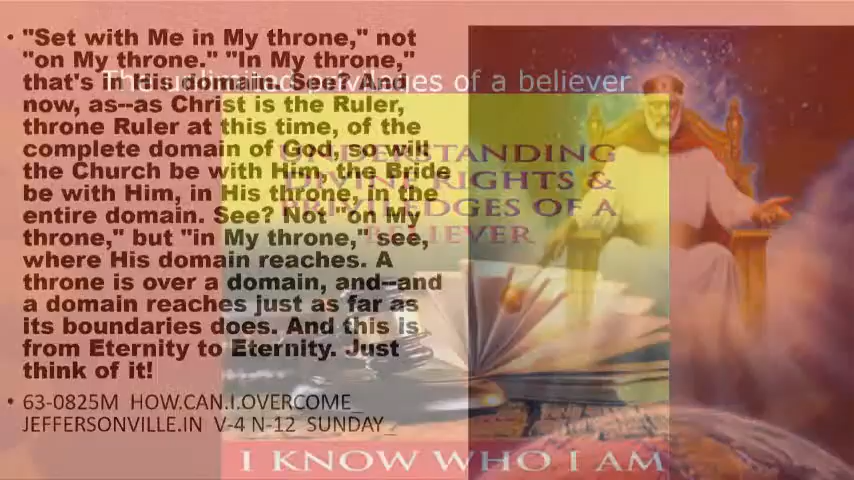 • "Set with Me in My throne," not
"on My throne." "In My throne,"
that's in His domain. See? And
now, as--as Christ is the Ruler,
throne Ruler at this time, of the
complete domain of God, so will
the Church be with Him, the Bride
be with Him, in His throne, in the
entire domain. See? Not "on My
throne," but "in My throne," see,
where His domain reaches. A
throne is over a domain, and--and
a domain reaches just as far as
its boundaries does. And this is
from Eternity to Eternity. Just
think of it!
• 63-0825M HOW.CAN.I.OVERCOME_
JEFFERSONVILLE.IN V-4 N-12 SUNDAY_
The unlimited privileges of a believer
UNDERSTANDING
DIVINE RIGHTS &
PRIVILEDGES OF A
BELIEVER
I KNOW WHO I AM